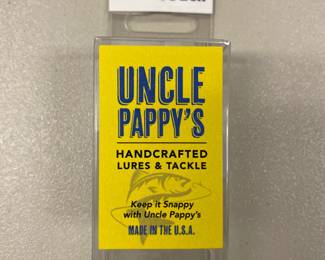 UNCLE
PAPPY'S
HANDCRAFTED
LURES & TACKLE
Keep it Snappy
with Uncle Pappy's
MADE IN THE U.S.A.